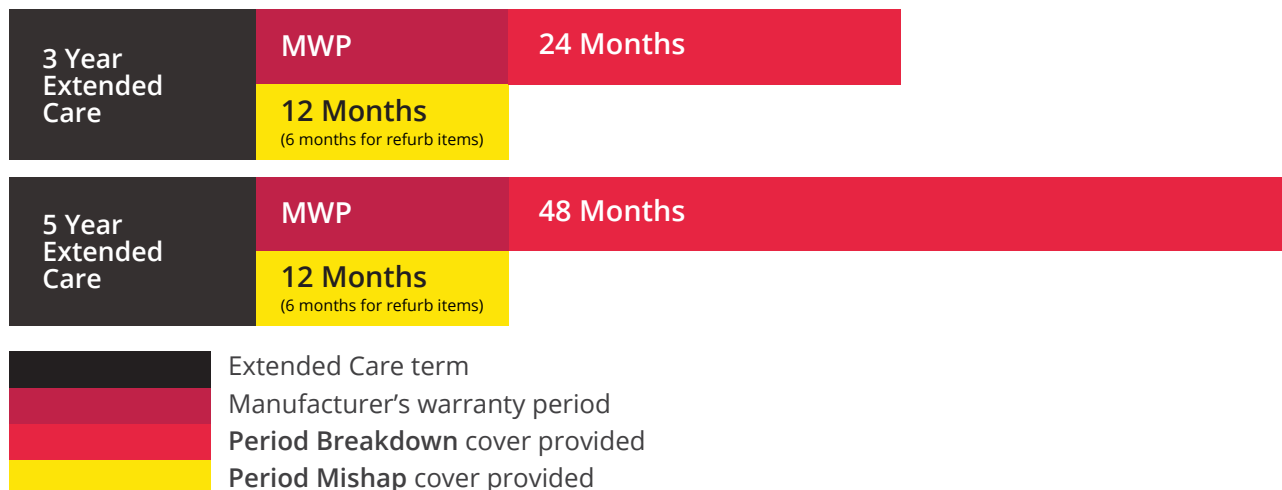 3 Year
Extended
Care
MWP
24 Months
12 Months
(6 months for refurb items)
5 Year
Extended
Care
MWP
48 Months
12 Months
(6 months for refurb items)
Extended Care term
Manufacturer’s warranty period
Period Breakdown cover provided
Period Mishap cover provided